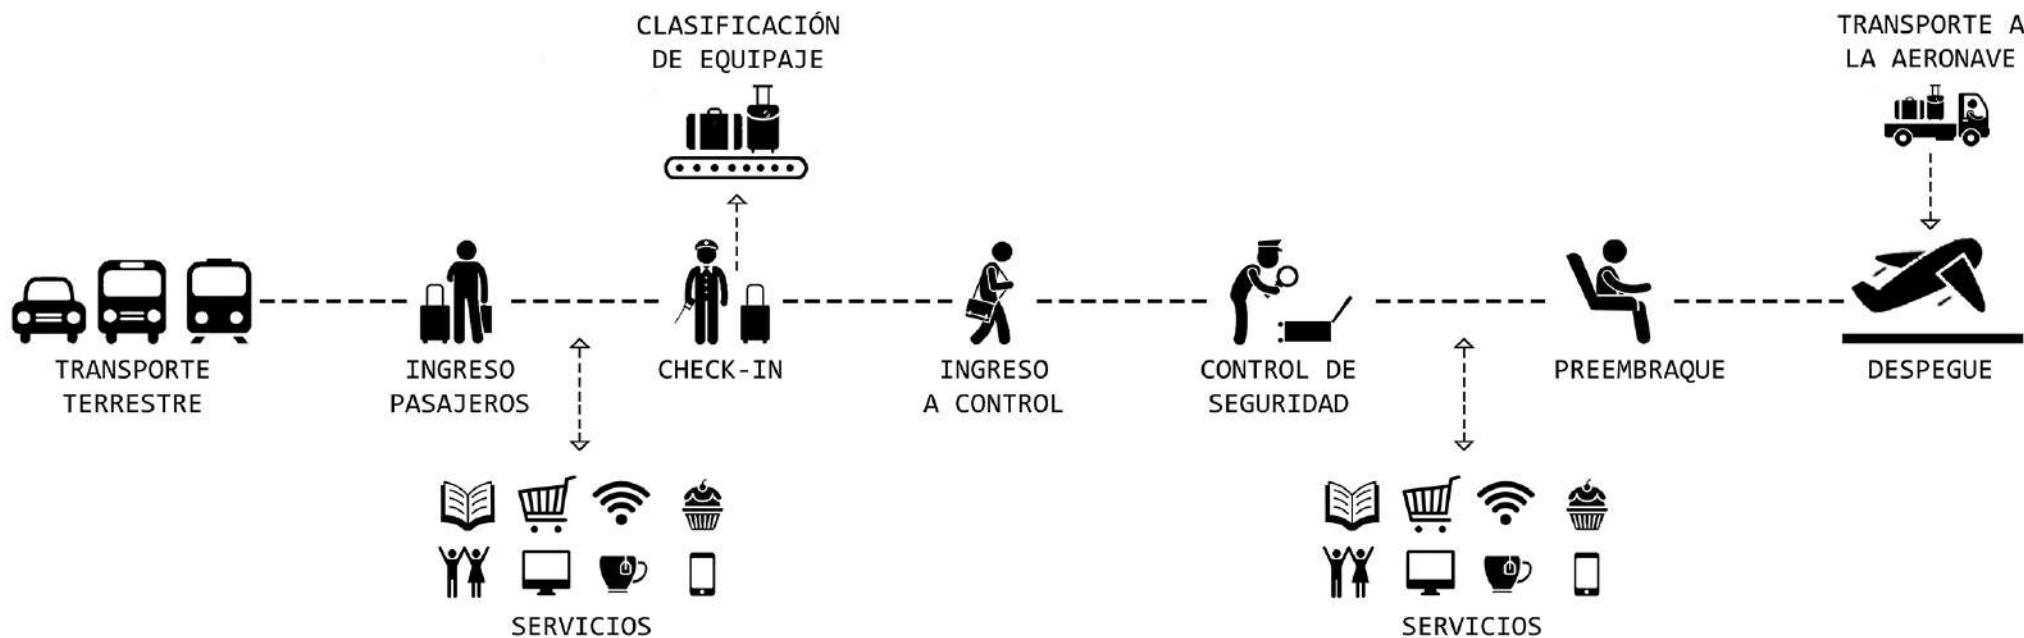 CLASIFICACIÓN
DE EQUIPAJE
TRANSPORTE A
LA AERONAVE
TRANSPORTE
TERRESTRE
INGRESO
PASAJEROS
CHECK-IN
INGRESO
A CONTROL
CONTROL DE
SEGURIDAD
PREEMBRAQUE
DESPEGUE
SERVICIOS
SERVICIOS